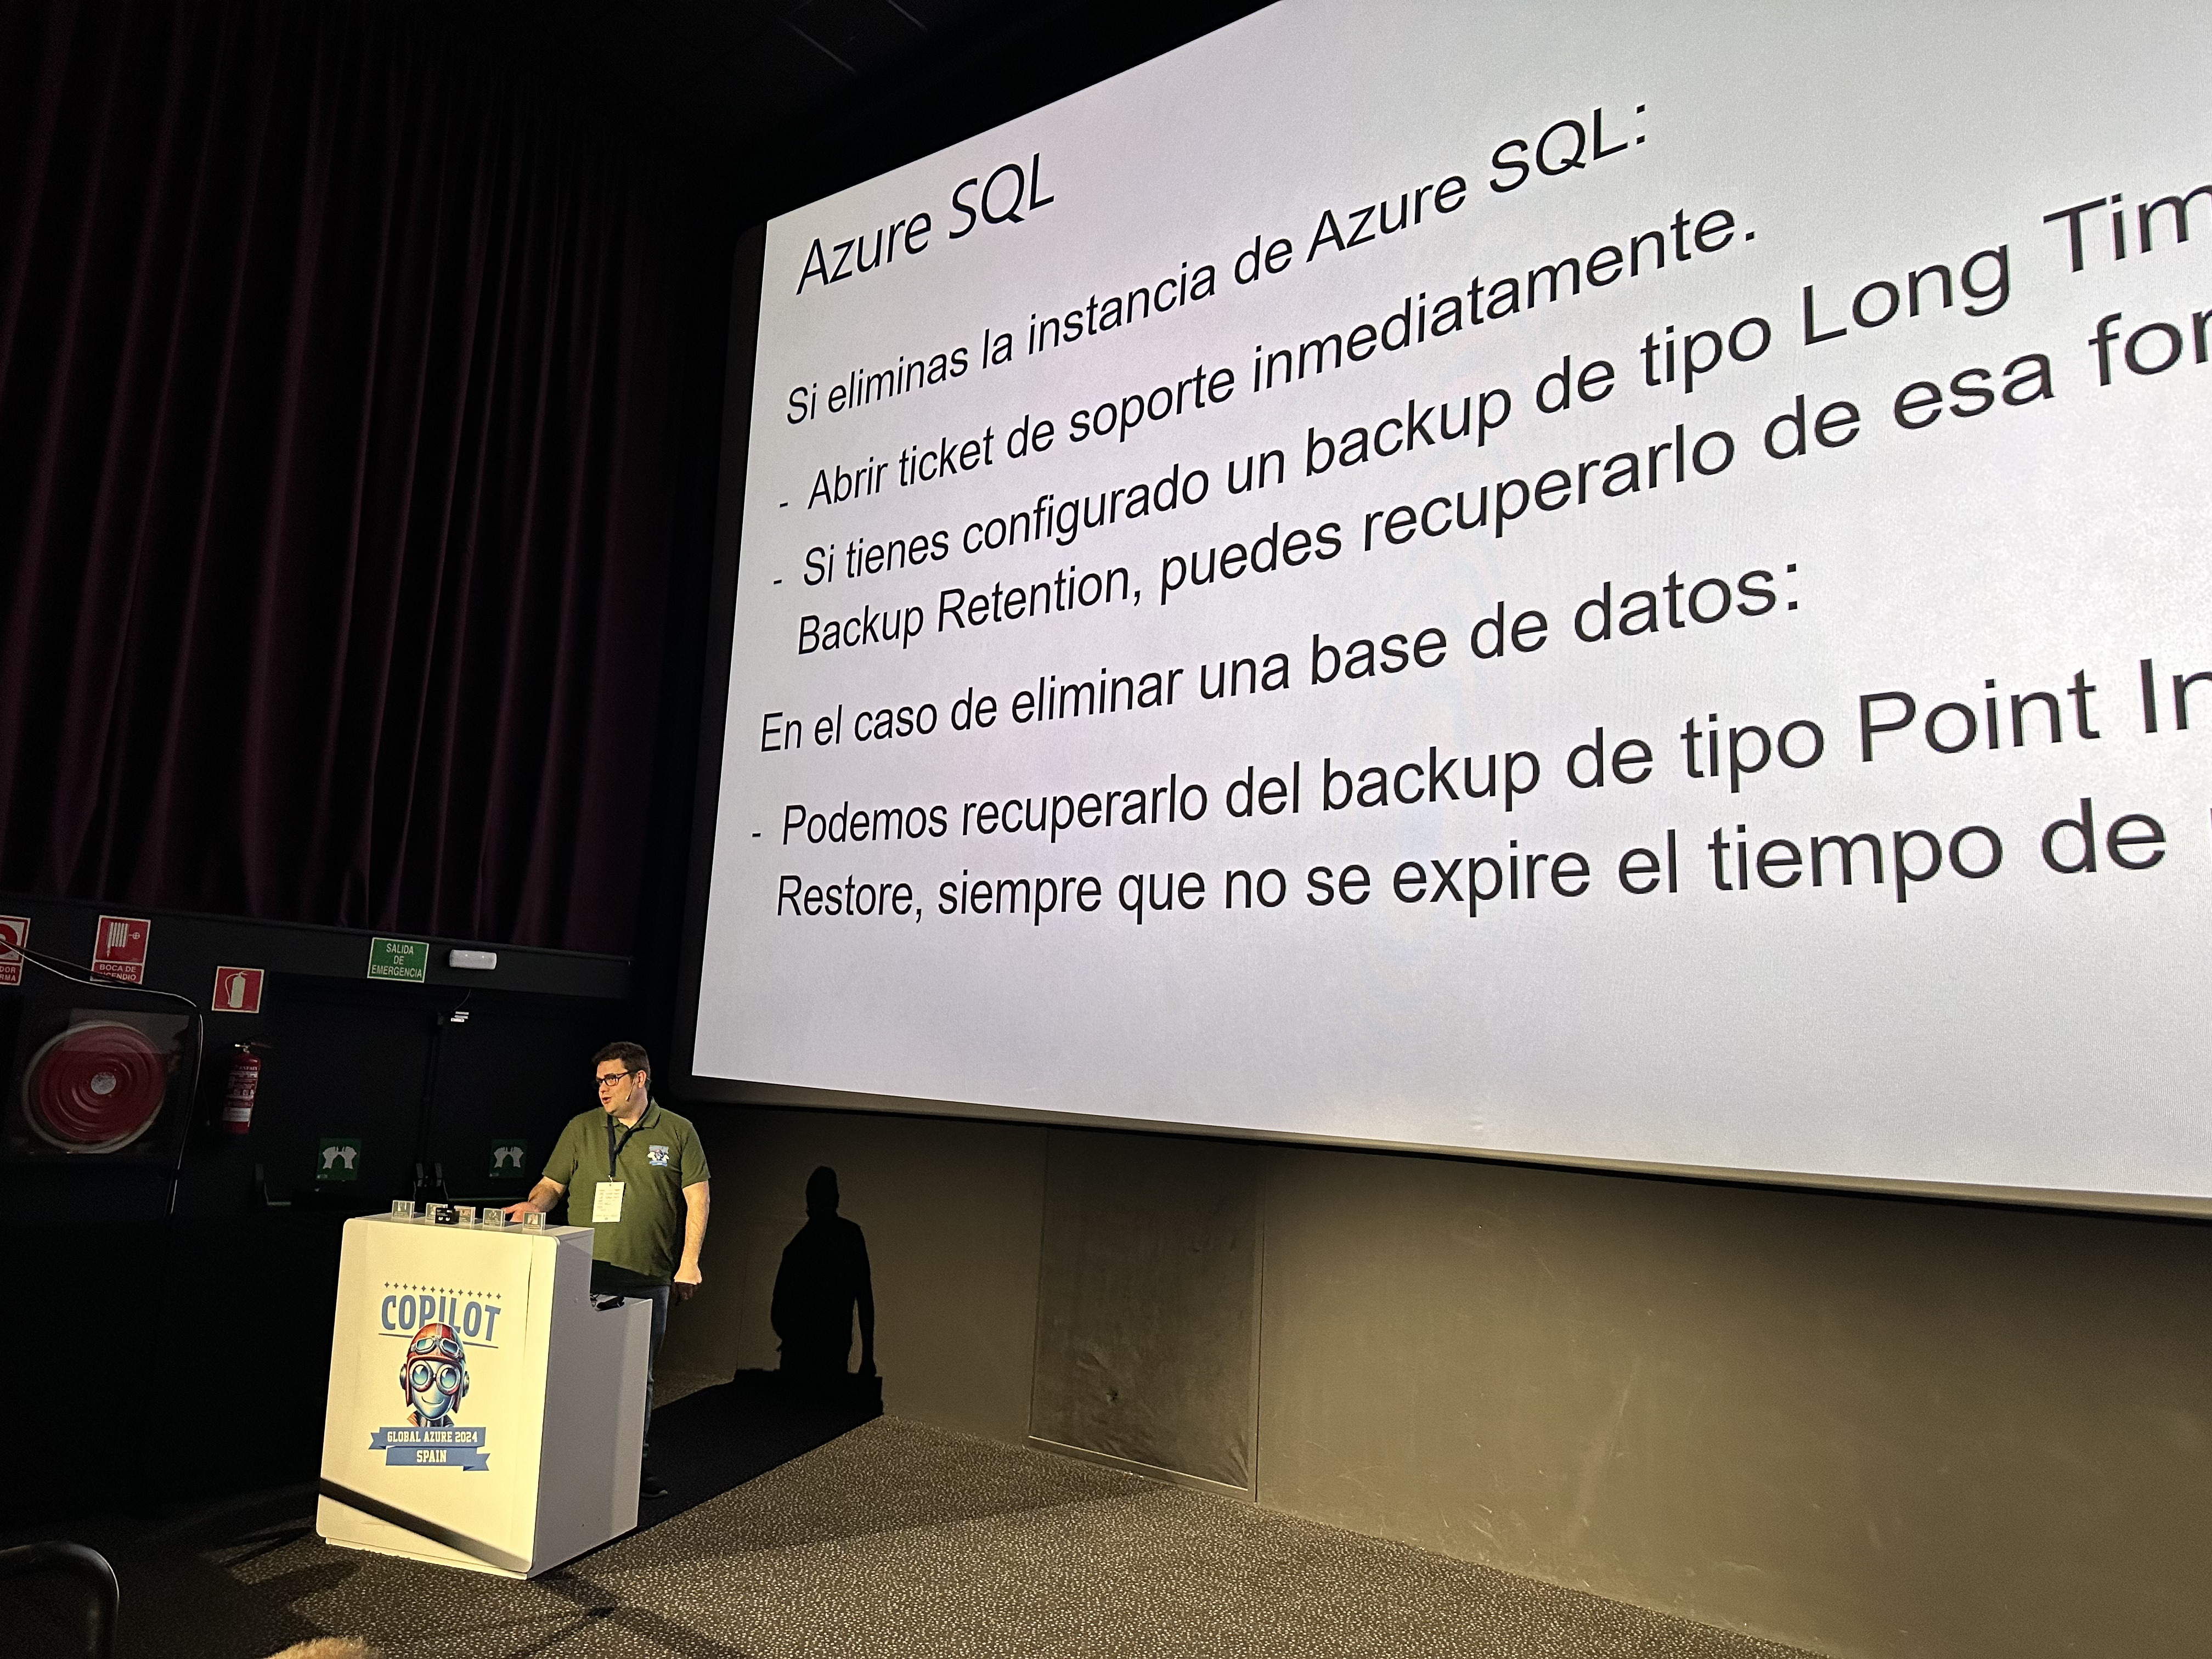 Azure SQL
Si eliminas la instancia de Azure SQL:
- Abrir ticket de soporte inmediatamente.
- Si tienes configurado un backup de tipo Long Tim
Backup Retention, puedes recuperarlo de esa for
En el caso de eliminar una base de datos:
- Podemos recuperarlo del backup de tipo Point In
Restore, siempre que no se expire el tiempo de
SALIDA
DE
EMERGENCIA
BOCA DE
INCENDIO
COPILOT
GLOBAL AZURE 2024
SPAIN